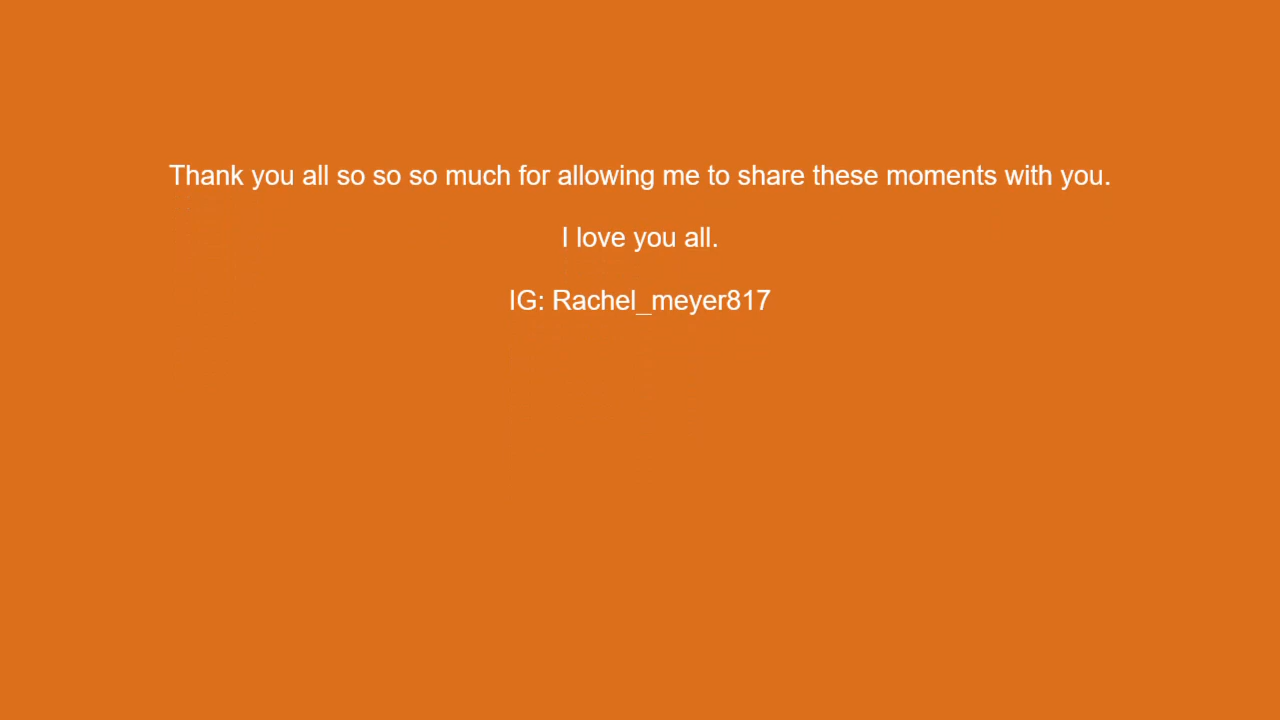 Thank you all so so so much for allowing me to share these moments with you.
I love you all.
IG: Rachel_meyer817